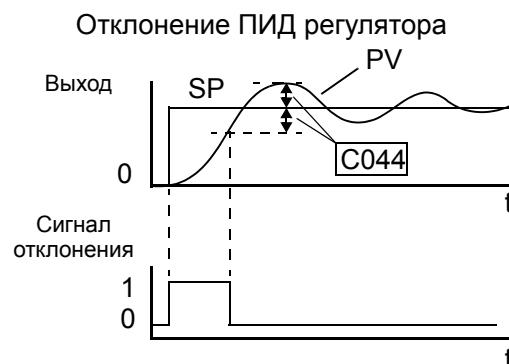 Отклонение ПИД регулятора
PV
Выход
SP
C044
0
t
Сигнал
отклонения
1
0
t